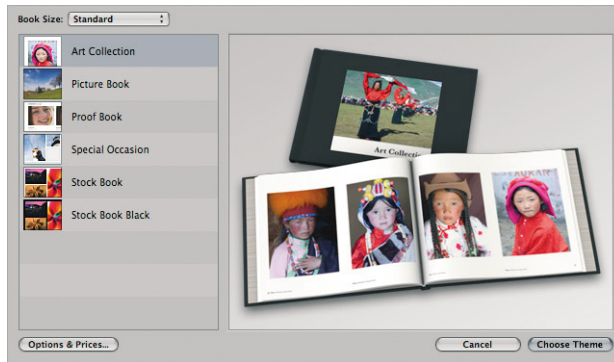 Book Size: Standard
Art Collection
Picture Book
Proof Book
Special Occasion
Stock Book
Stock Book Black
Art Collection
Options & Prices...
Cancel
Choose Theme